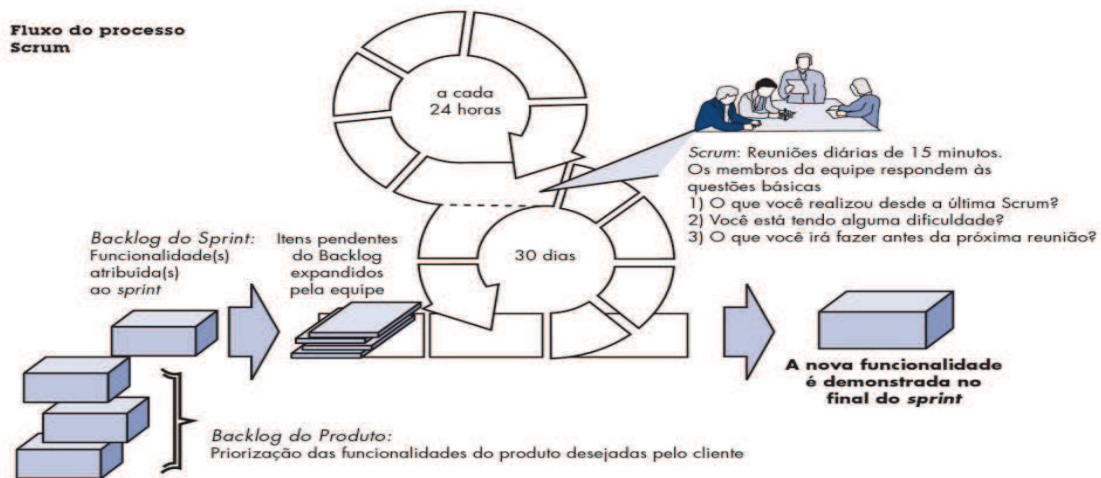 Fluxo do processo
Scrum
a cada
24 horas
Scrum: Reuniões diárias de 15 minutos.
Os membros da equipe respondem às
questões básicas
1) O que você realizou desde a última Scrum?
2) Você está tendo alguma dificuldade?
3) O que você irá fazer antes da próxima reunião?
Backlog do Sprint:
Funcionalidade(s)
atribuída(s)
ao sprint
Itens pendentes
do Backlog
expandidos
pela equipe
30 dias
A nova funcionalidade
é demonstrada no
final do sprint
Backlog do Produto:
Priorização das funcionalidades do produto desejadas pelo cliente